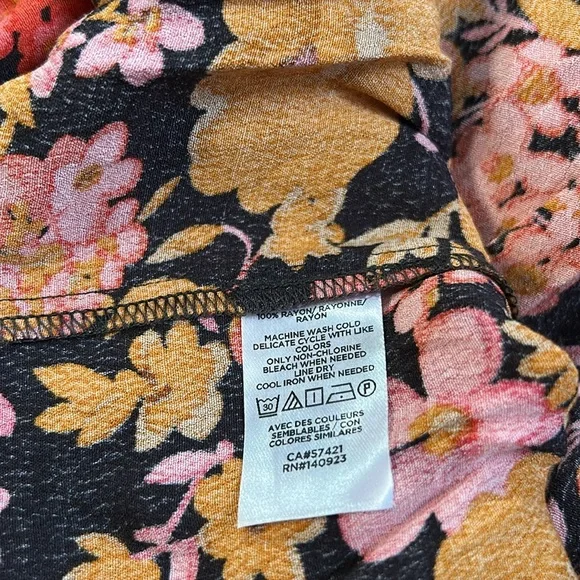 100% RAYON/RAYONNE/
RAYON
MACHINE WASH COLD
DELICATE CYCLE WITH LIKE
COLORS
ONLY NON-CHLORINE
BLEACH WHEN NEEDED
LINE DRY
COOL IRON WHEN NEEDED
30 P
AVEC DES COULEURS
SEMBLABLES / CON
COLORES SIMILARES
CA#57421
RN#140923